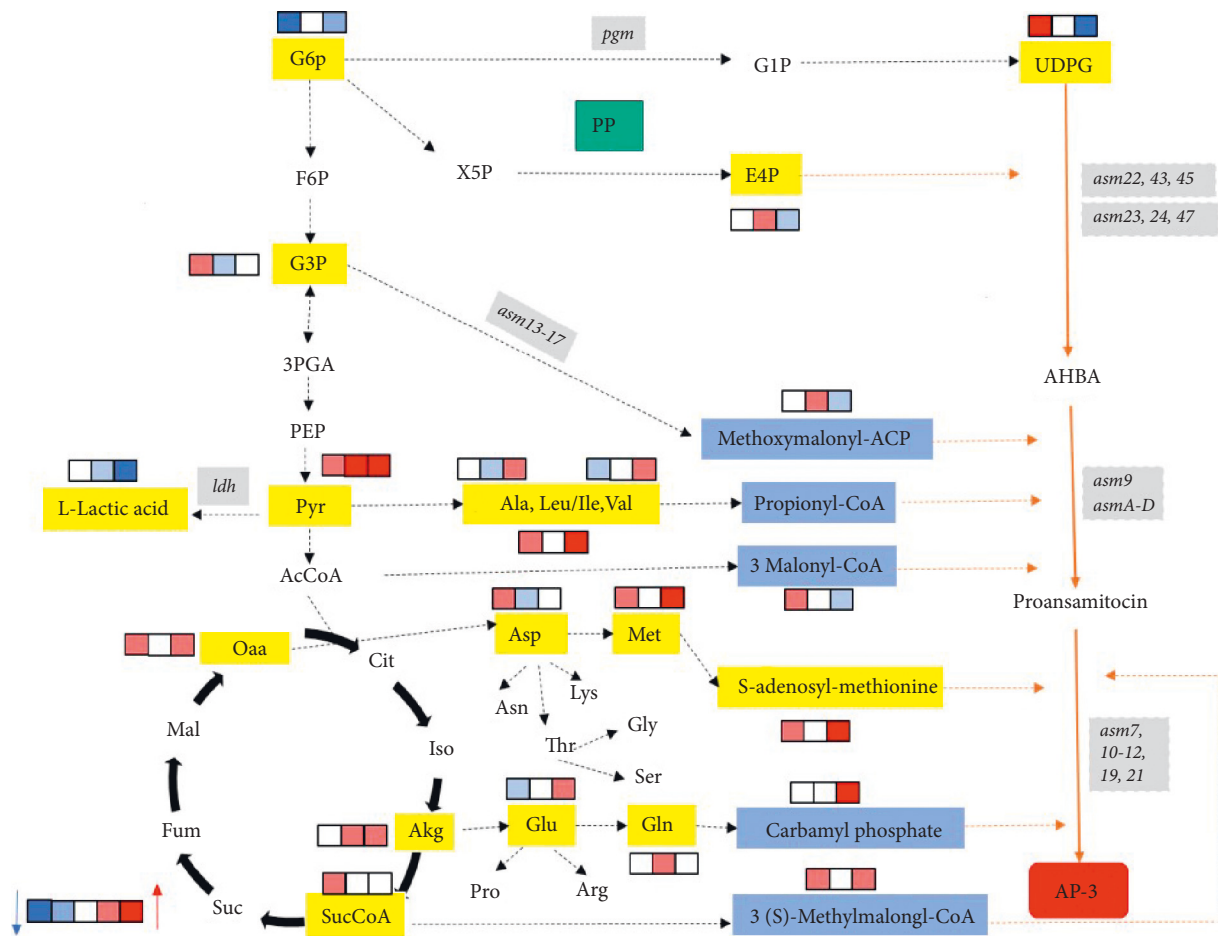 pgm
G6p
G1P
UDPG
PP
X5P
E4P
F6P
asm22, 43, 45
asm23, 24, 47
G3P
asm13-17
3PGA
AHBA
PEP
Methoxymalonyl-ACP
ldh
L-Lactic acid
Pyr
Ala, Leu/Ile,Val
Propionyl-CoA
asm9
asmA-D
AcCoA
3 Malonyl-CoA
Proansamitocin
Oaa
Asp
Met
Cit
S-adenosyl-methionine
Lys
Asn
Mal
Gly
Iso
Thr
asm7,
10-12,
19, 21
Ser
Fum
Akg
Glu
Gln
Carbamyl phosphate
Pro
Arg
AP-3
Suc
SucCoA
3 (S)-Methylmalongl-CoA